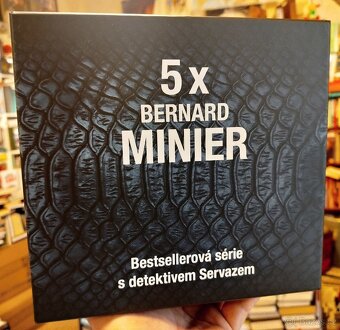 5 x
BERNARD
MINIER
Bestsellerová série
s detektivem Servazem